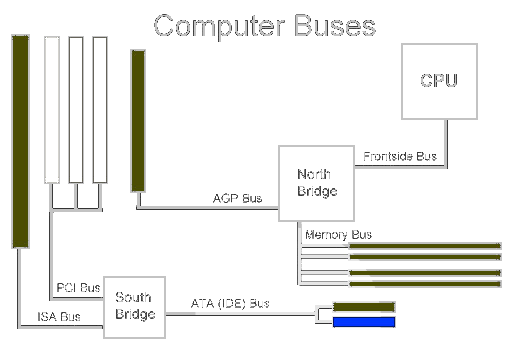 Computer Buses
CPU
Frontside Bus
North
Bridge
AGP Bus
Memory Bus
PCI Bus
South
Bridge
ATA (IDE) Bus
ISA Bus